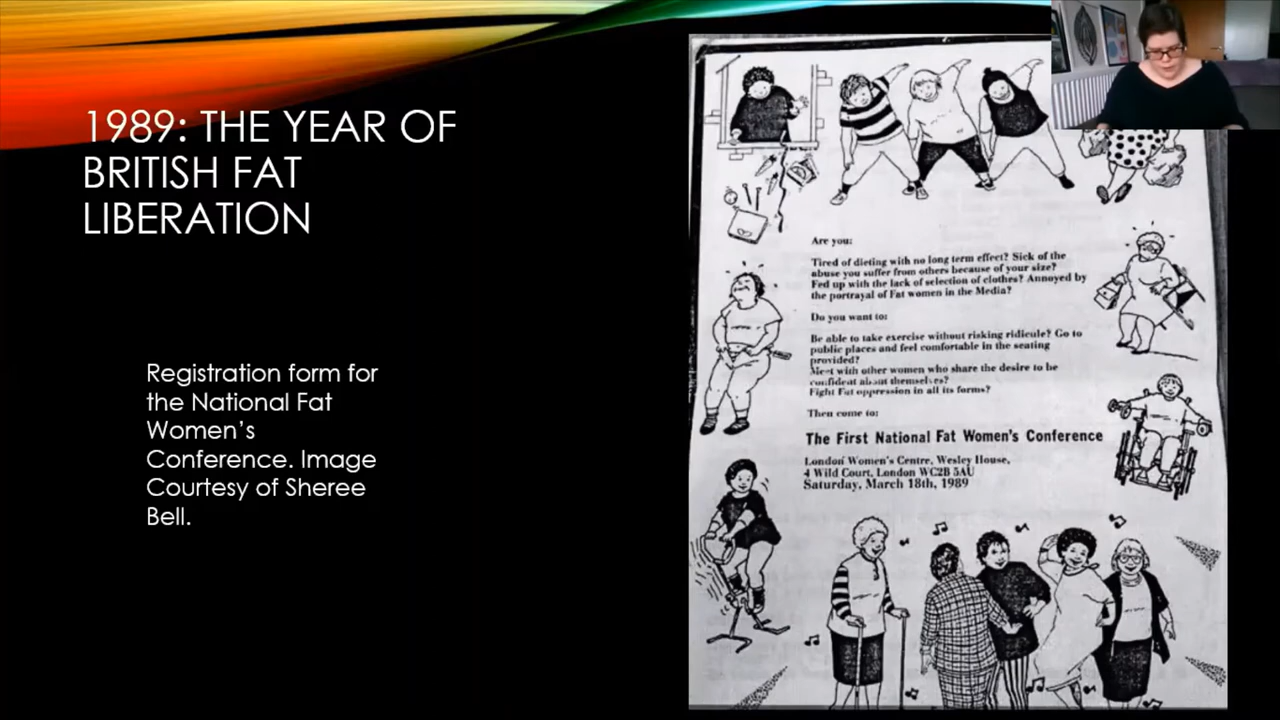 1989: THE YEAR OF
BRITISH FAT
LIBERATION
Registration form for
the National Fat
Women's
Conference. Image
Courtesy of Sheree
Bell.
Are you:
Tired of dieting with no long term effect? Sick of the
abuse you suffer from others because of your size?
Fed up with the lack of selection of clothes? Annoyed by
the portrayal of Fat women in the Media?
Do you want to:
Be able to take exercise without risking ridicule? Go to
public places and feel comfortable in the seating
provided?
Meet with other women who share the desire to be
confident about themselves?
Fight Fat oppression in all its forms?
Then come to:
The First National Fat Women's Conference
London Women's Centre, Wesley House,
4 Wild Court, London WC2B 5AU
Saturday, March 18th, 1989